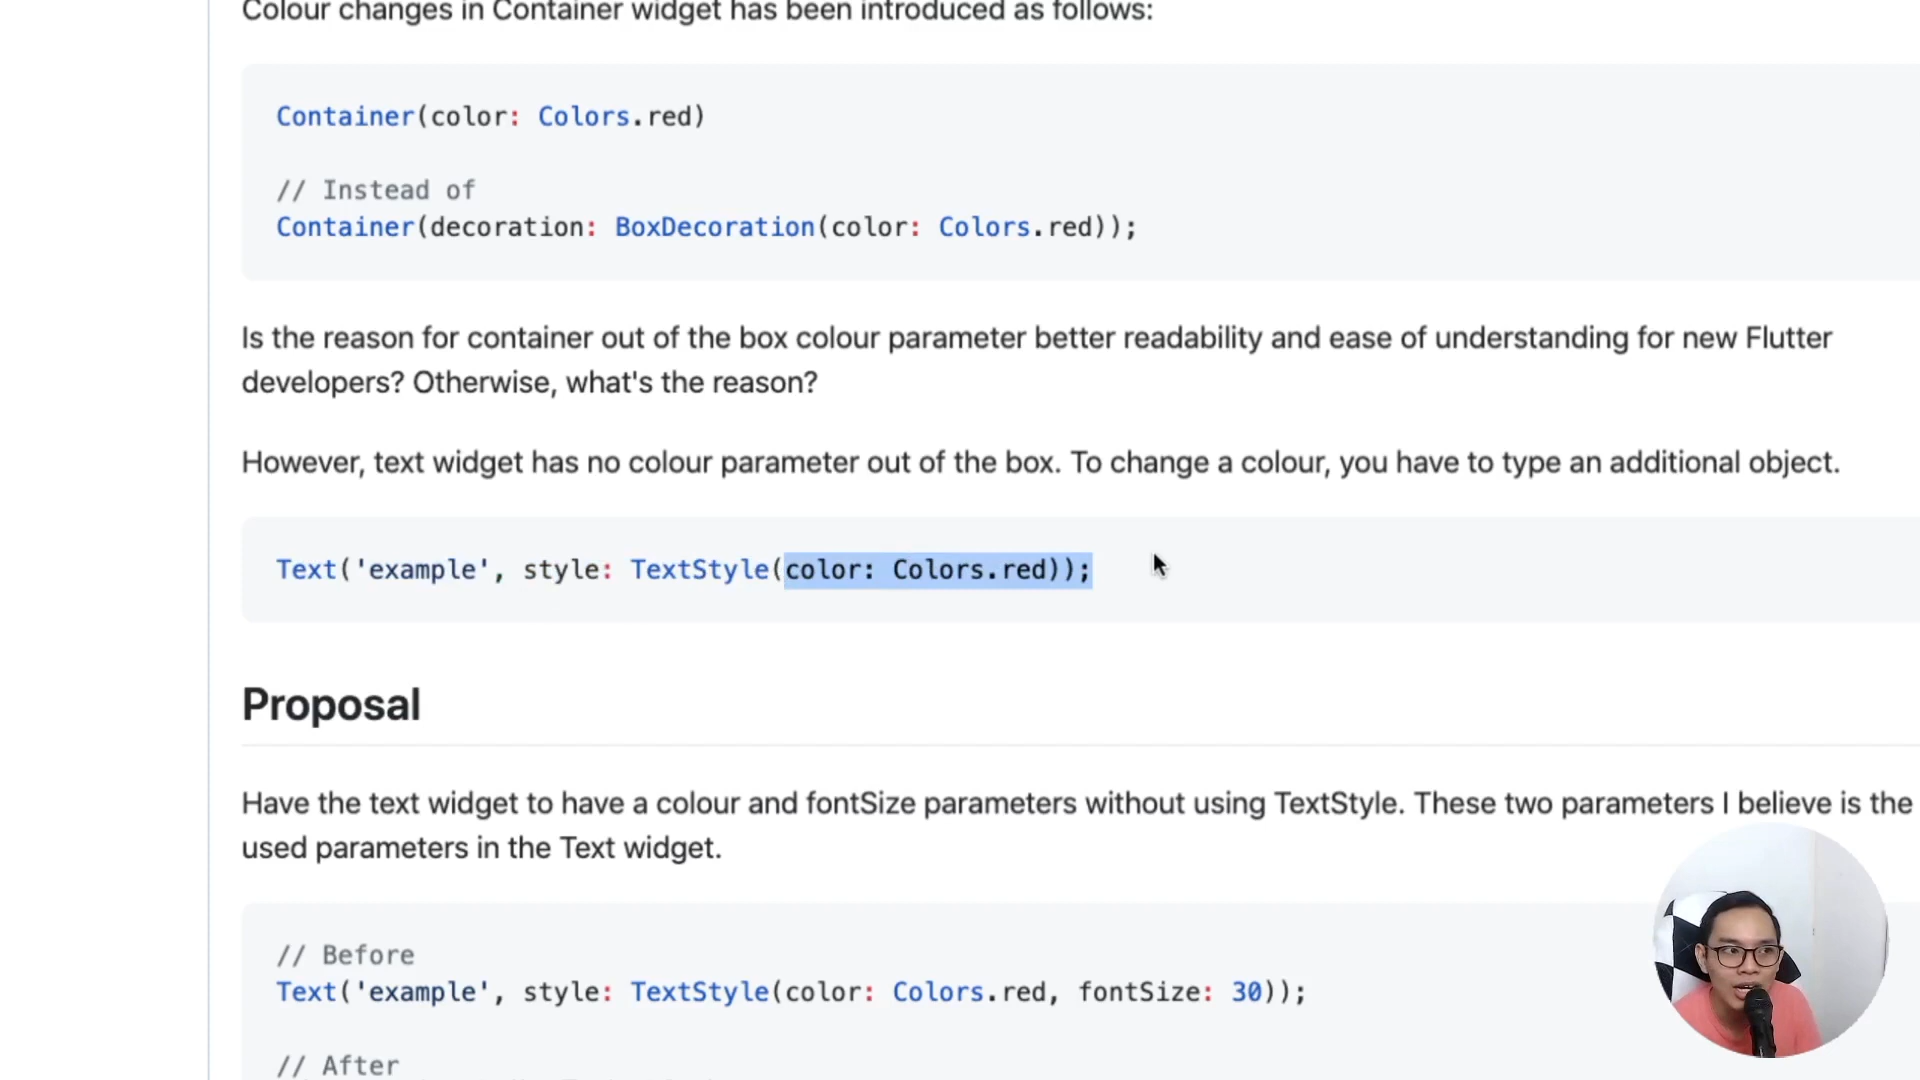 Colour changes in Container widget has been introduced as follows:
Container(color: Colors.red)
// Instead of
Container(decoration: BoxDecoration(color: Colors.red));
Is the reason for container out of the box colour parameter better readability and ease of understanding for new Flutter
developers? Otherwise, what's the reason?
However, text widget has no colour parameter out of the box. To change a colour, you have to type an additional object.
Text('example', style: TextStyle(color: Colors.red));
Proposal
Have the text widget to have a colour and fontSize parameters without using TextStyle. These two parameters I believe is the
used parameters in the Text widget.
// Before
Text('example', style: TextStyle(color: Colors.red, fontSize: 30));
// After